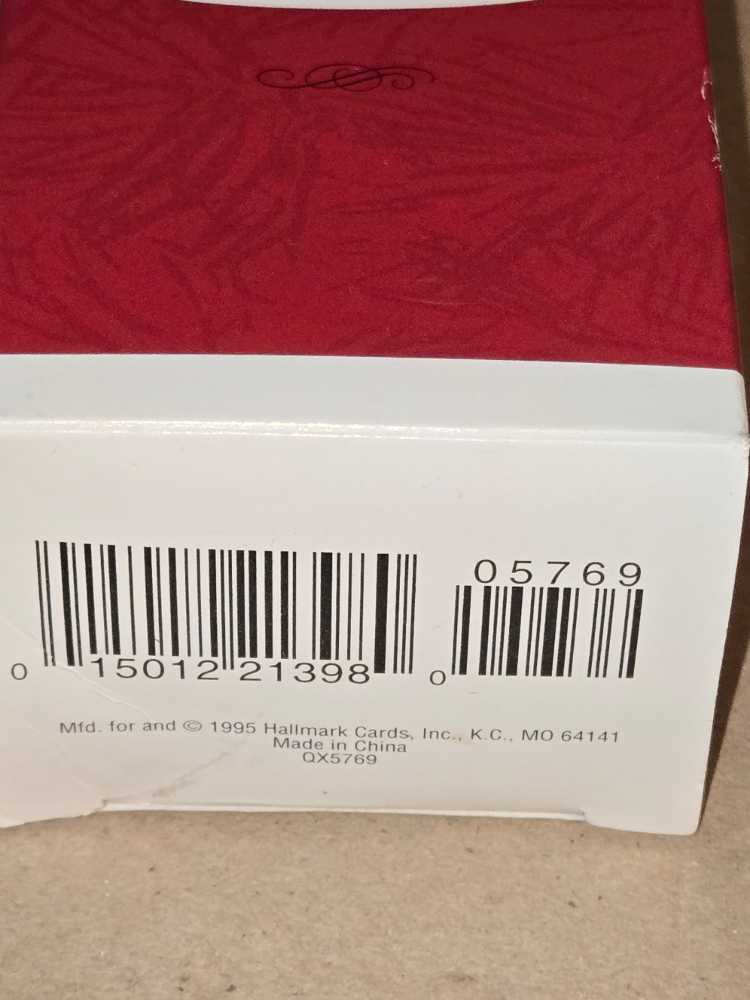 05769
0 15012 21398 0
Mfd. for and © 1995 Hallmark Cards, Inc., K.C., MO 64141
Made in China
QX5769